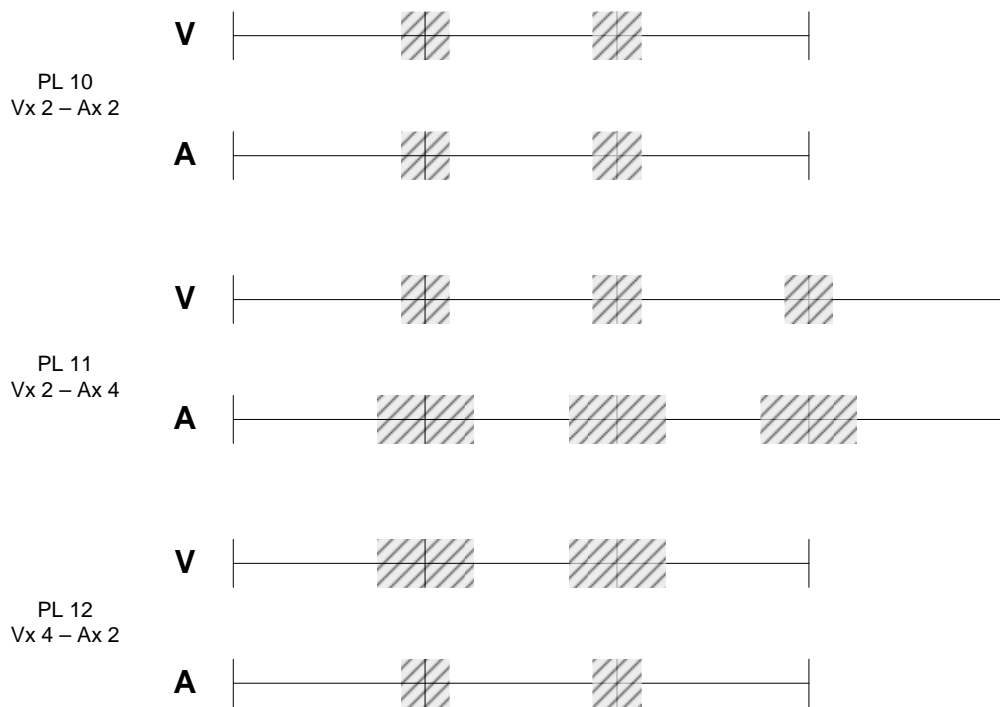 V
PL 10
Vx 2 – Ax 2
A
V
PL 11
Vx 2 – Ax 4
A
V
PL 12
Vx 4 – Ax 2
A